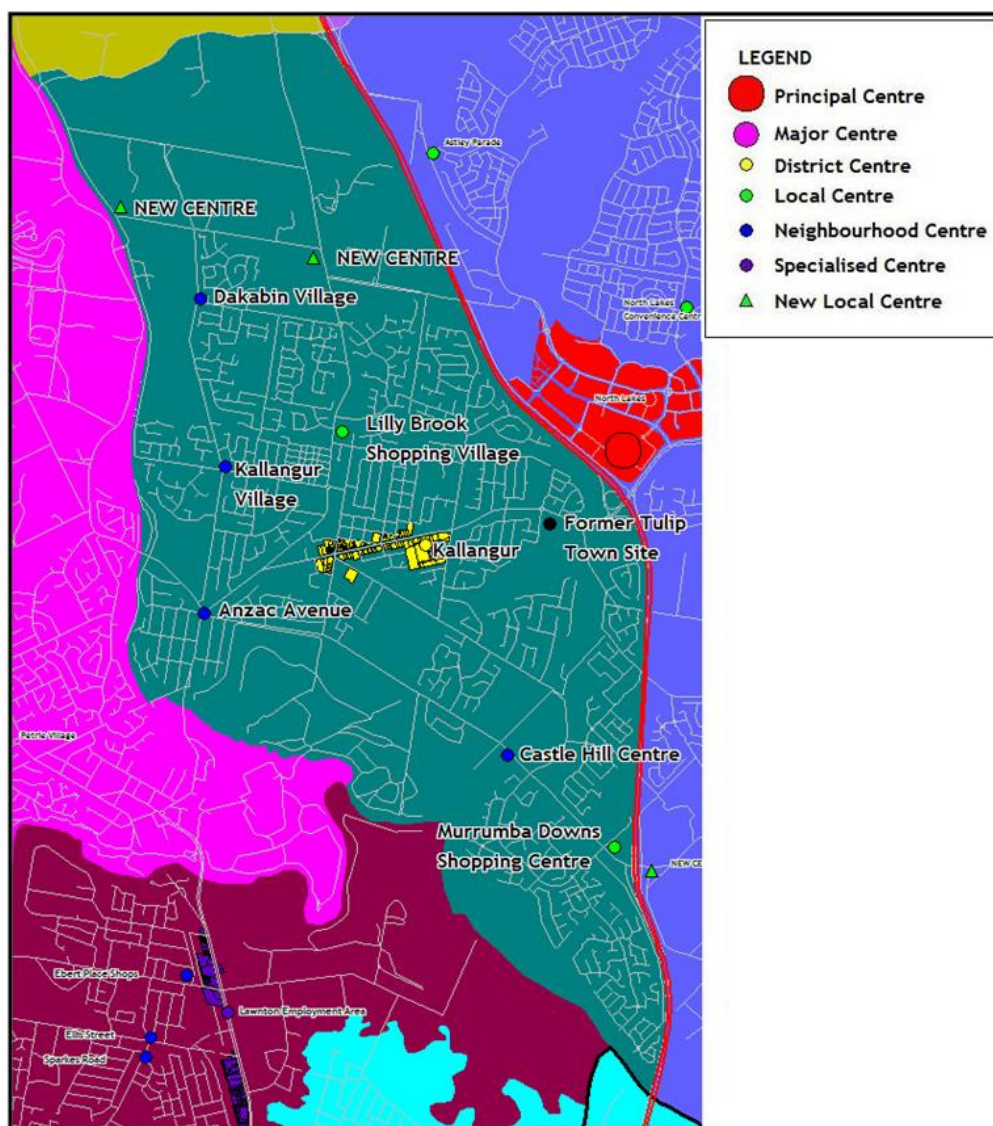 LEGEND
Principal Centre
Major Centre
District Centre
Local Centre
Neighbourhood Centre
Specialised Centre
New Local Centre
Astley Parade
NEW CENTRE
NEW CENTRE
Dakabin Village
North Lakes
Convenience Centr
North Lakes
Lilly Brook
Shopping Village
Kallangur
Village
Former Tulip
Town Site
Kallangur
Anzac Avenue
Petrie Village
Castle Hill Centre
Murrumba Downs
Shopping Centre
NEW CE
Ebert Place Shops
Lawnton Employment Area
Ellis Street
Sparkes Road